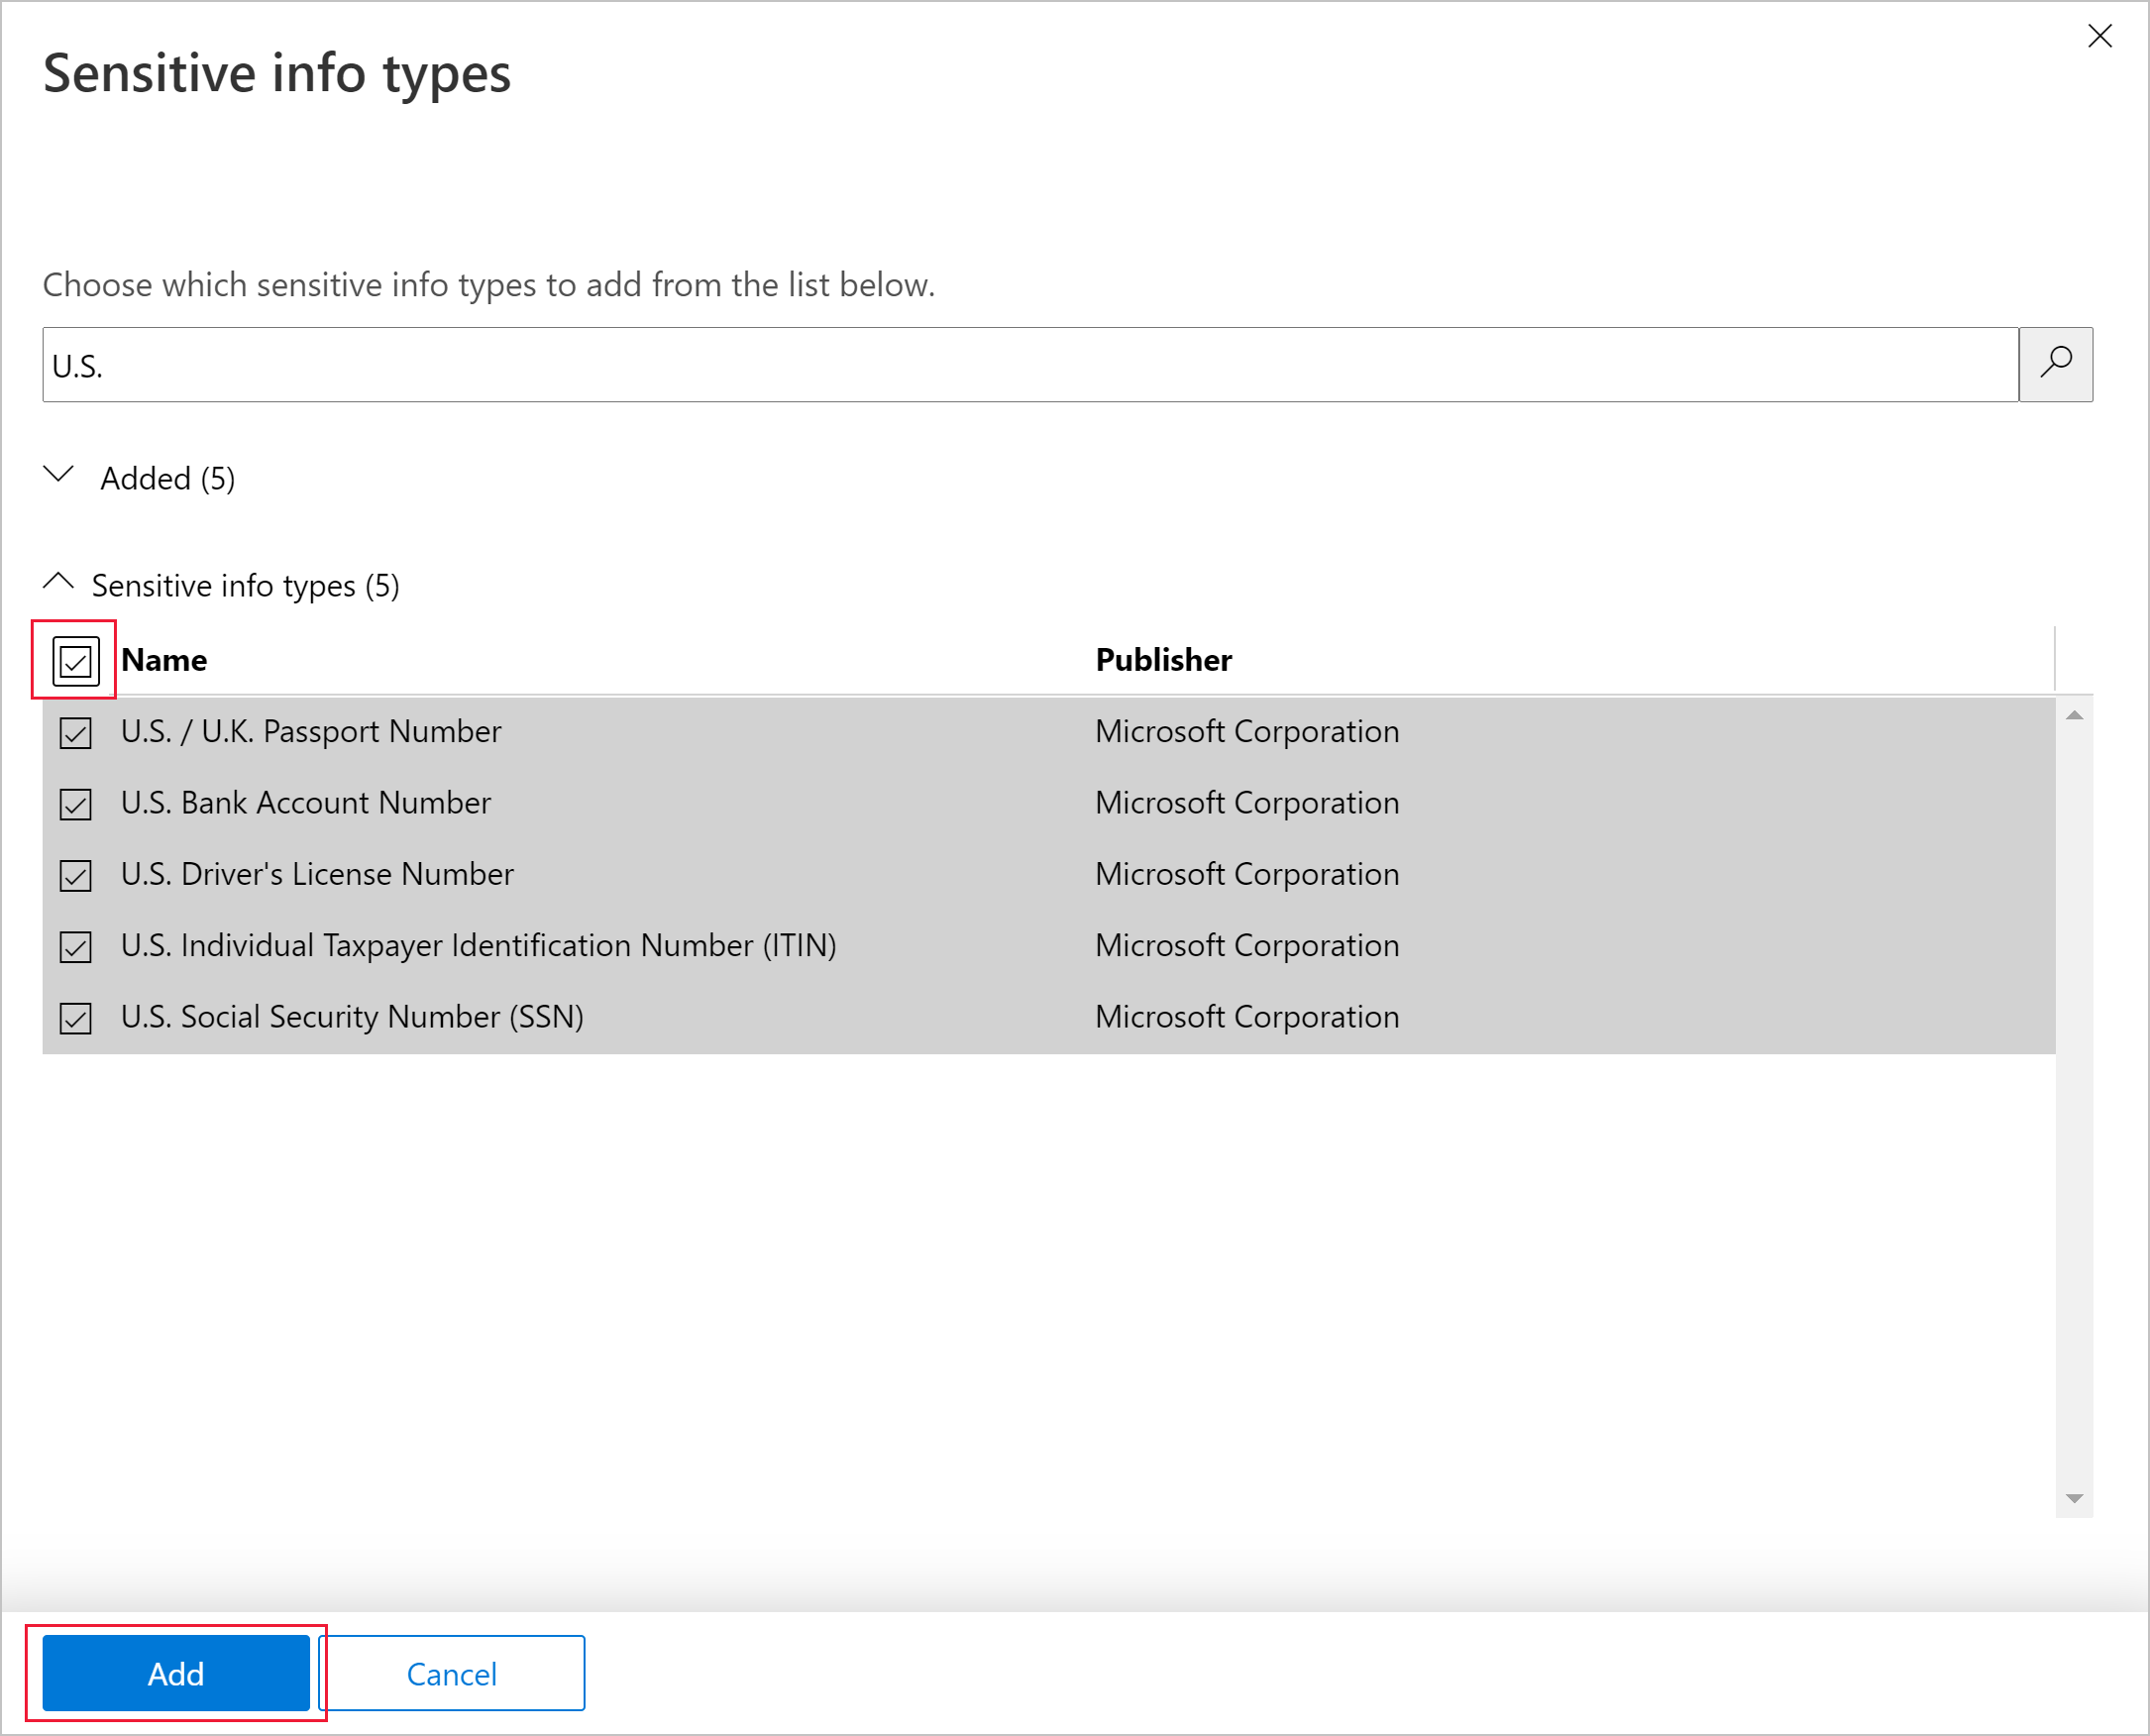 Sensitive info types
Choose which sensitive info types to add from the list below.
U.S.
Added (5)
Sensitive info types (5)
Name Publisher
U.S. / U.K. Passport Number Microsoft Corporation
U.S. Bank Account Number Microsoft Corporation
U.S. Driver's License Number Microsoft Corporation
U.S. Individual Taxpayer Identification Number (ITIN) Microsoft Corporation
U.S. Social Security Number (SSN) Microsoft Corporation
Add Cancel